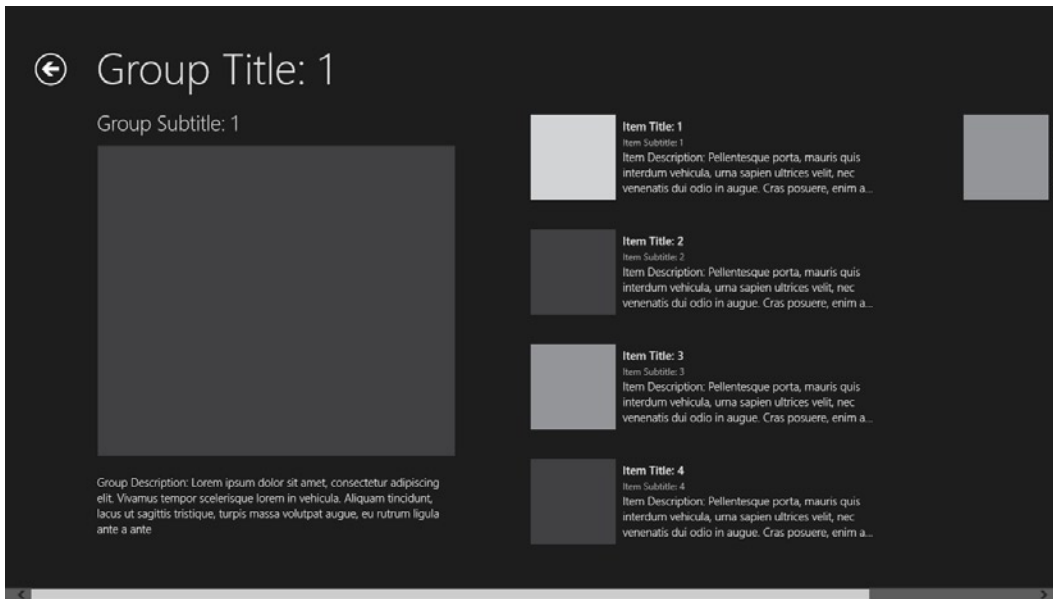 Group Title: 1
Group Subtitle: 1
Group Description: Lorem ipsum dolor sit amet, consectetur adipiscing
elit. Vivamus tempor scelerisque lorem in vehicula. Aliquam tincidunt,
lacus ut sagittis tristique, turpis massa volutpat augue, eu rutrum ligula
ante a ante
Item Title: 1
Item Subtitle: 1
Item Description: Pellentesque porta, mauris quis
interdum vehicula, urna sapien ultrices velit, nec
venenatis dui odio in augue. Cras posuere, enim a...
Item Title: 2
Item Subtitle: 2
Item Description: Pellentesque porta, mauris quis
interdum vehicula, urna sapien ultrices velit, nec
venenatis dui odio in augue. Cras posuere, enim a...
Item Title: 3
Item Subtitle: 3
Item Description: Pellentesque porta, mauris quis
interdum vehicula, urna sapien ultrices velit, nec
venenatis dui odio in augue. Cras posuere, enim a...
Item Title: 4
Item Subtitle: 4
Item Description: Pellentesque porta, mauris quis
interdum vehicula, urna sapien ultrices velit, nec
venenatis dui odio in augue. Cras posuere, enim a...